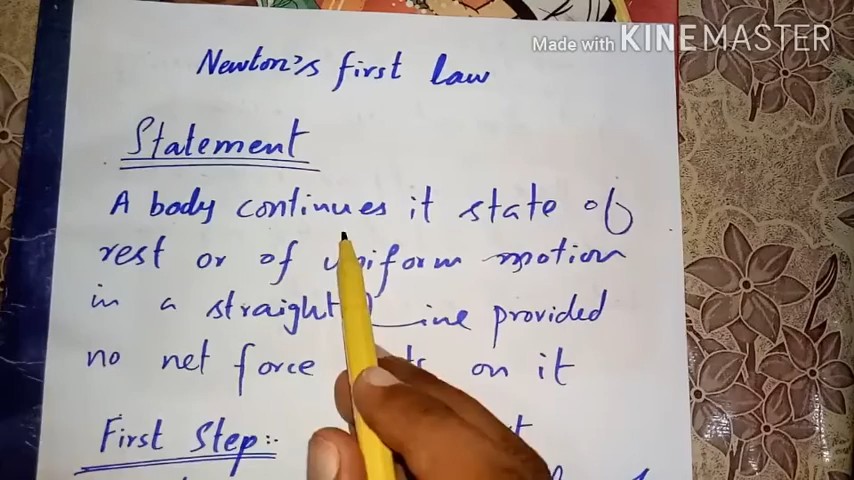 Made with KINEMASTER
Newton's first law
Statement
A body continues it state of
rest or of uniform motion
in a straight line provided
no net force on it
First Step:-